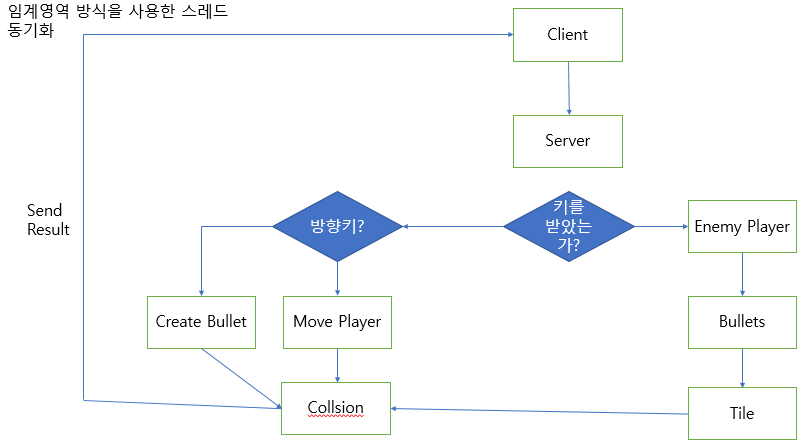 임계영역 방식을 사용한 스레드
동기화
Client
Server
Send
Result
방향키?
키를
받았는
가?
Enemy Player
Create Bullet
Move Player
Bullets
Collsion
Tile